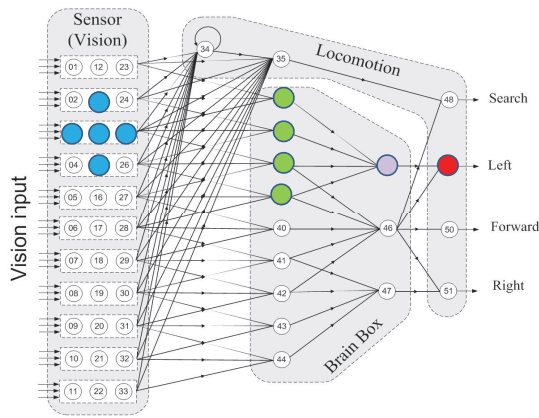 Sensor
(Vision)
Vision input
01 12 23
02 24
04 26
05 16 27
06 17 28
07 18 29
08 19 30
09 20 31
10 21 32
11 22 33
34
35
Locomotion
40
41
42
43
44
46
47
Brain Box
48
50
51
Search
Left
Forward
Right